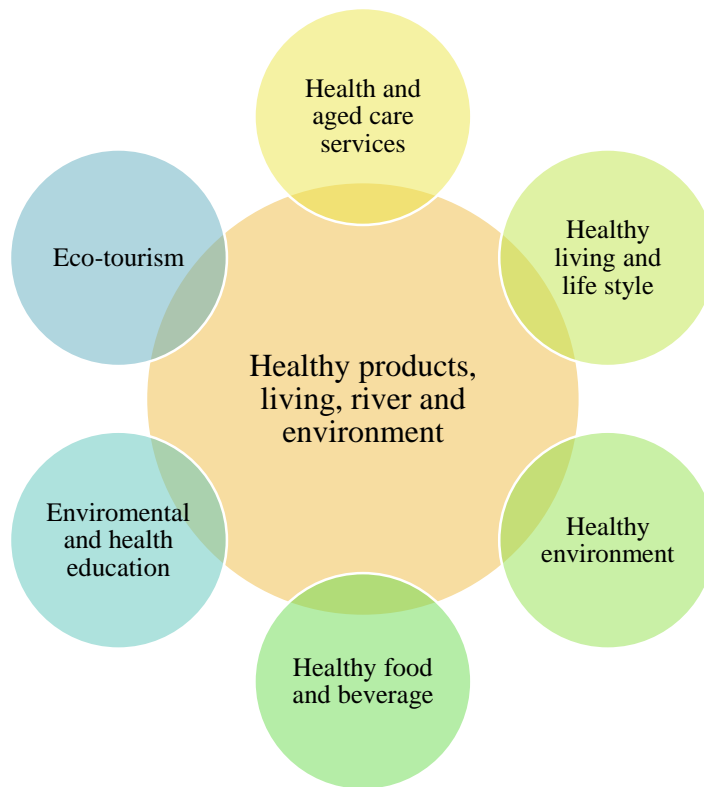 Health and
aged care
services
Healthy
living and
life style
Healthy
environment
Healthy food
and beverage
Enviromental
and health
education
Eco-tourism
Healthy products,
living, river and
environment